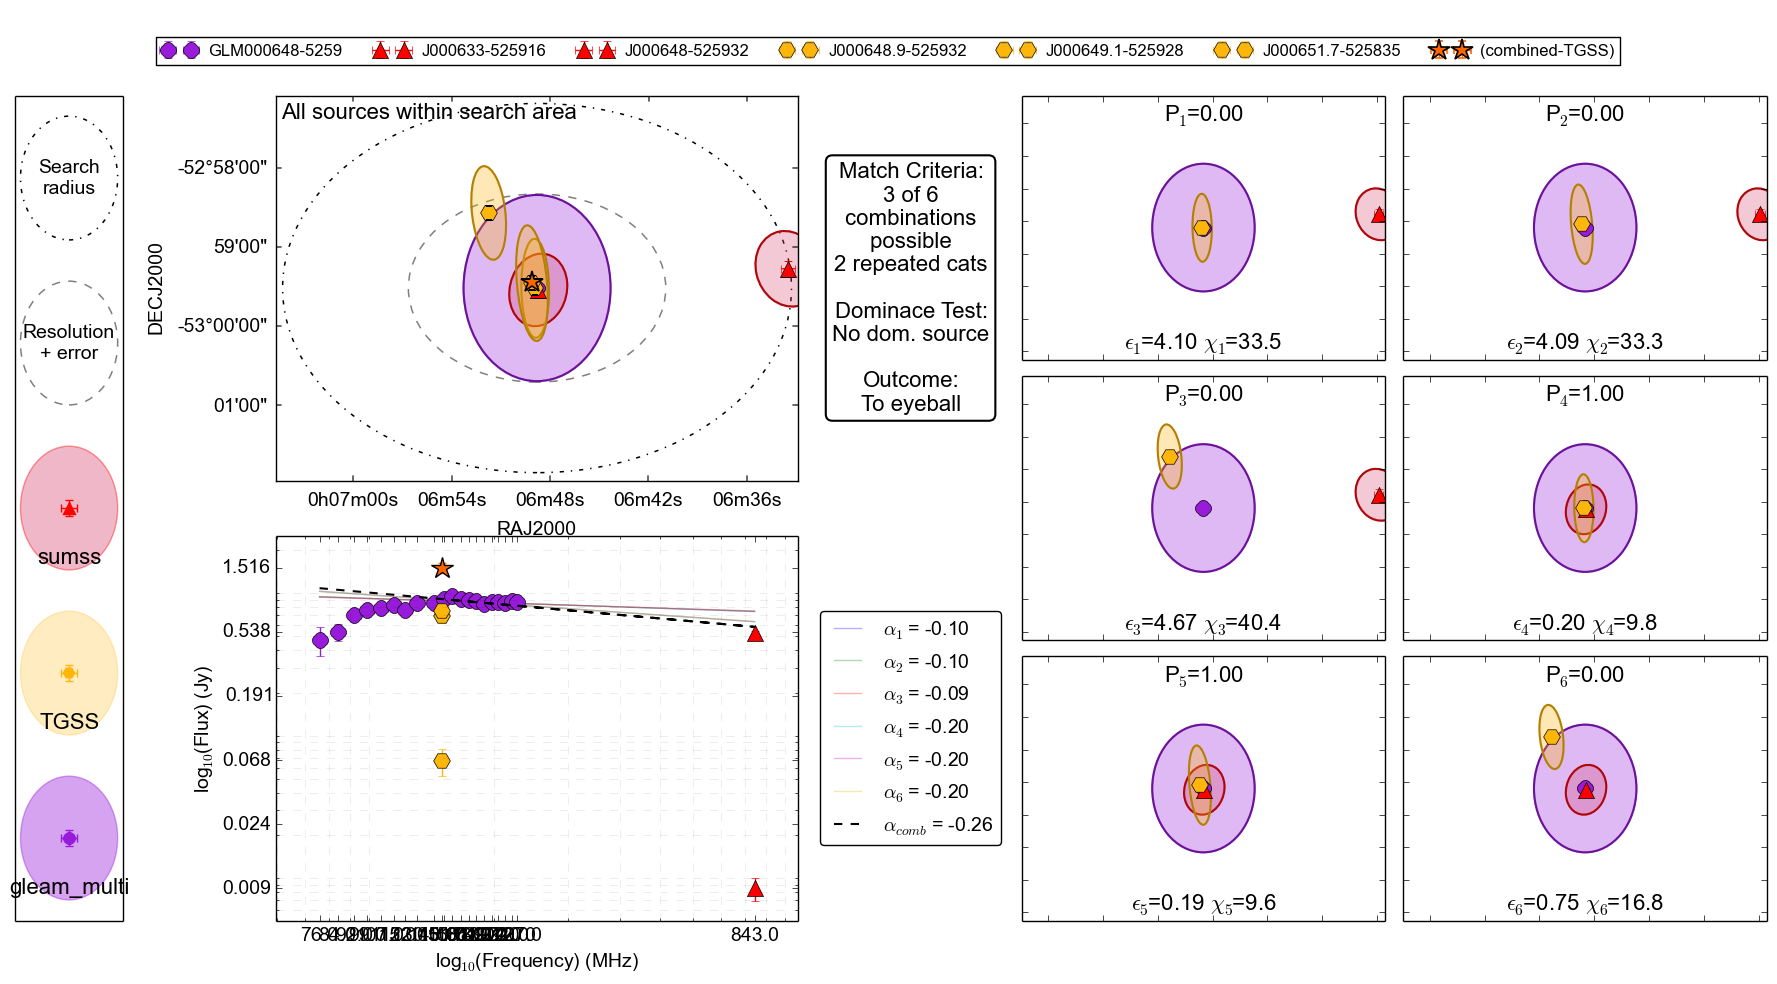 GLM000648-5259 J000633-525916 J000648-525932 J000648.9-525932 J000649.1-525928 J000651.7-525835 (combined-TGSS)
Search
radius
Resolution
+ error
sumss
TGSS
gleam_multi
All sources within search area
DECJ2000
-52°58'00"
59'00"
-53°00'00"
01'00"
0h07m00s 06m54s 06m48s 06m42s 06m36s
RAJ2000
log10(Flux) (Jy)
1.516
0.538
0.191
0.068
0.024
0.009
843.0
log10(Frequency) (MHz)
Match Criteria:
3 of 6
combinations
possible
2 repeated cats
Dominace Test:
No dom. source
Outcome:
To eyeball
α1 = -0.10
α2 = -0.10
α3 = -0.09
α4 = -0.20
α5 = -0.20
α6 = -0.20
αcomb = -0.26
P1=0.00
ϵ1=4.10 χ1=33.5
P2=0.00
ϵ2=4.09 χ2=33.3
P3=0.00
ϵ3=4.67 χ3=40.4
P4=1.00
ϵ4=0.20 χ4=9.8
P5=1.00
ϵ5=0.19 χ5=9.6
P6=0.00
ϵ6=0.75 χ6=16.8